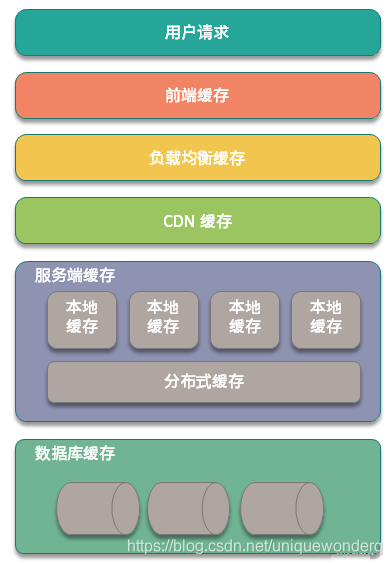 用户请求
前端缓存
负载均衡缓存
CDN 缓存
服务端缓存
本地
缓存
本地
缓存
本地
缓存
本地
缓存
分布式缓存
数据库缓存
https://blog.csdn.net/uniquewonderq